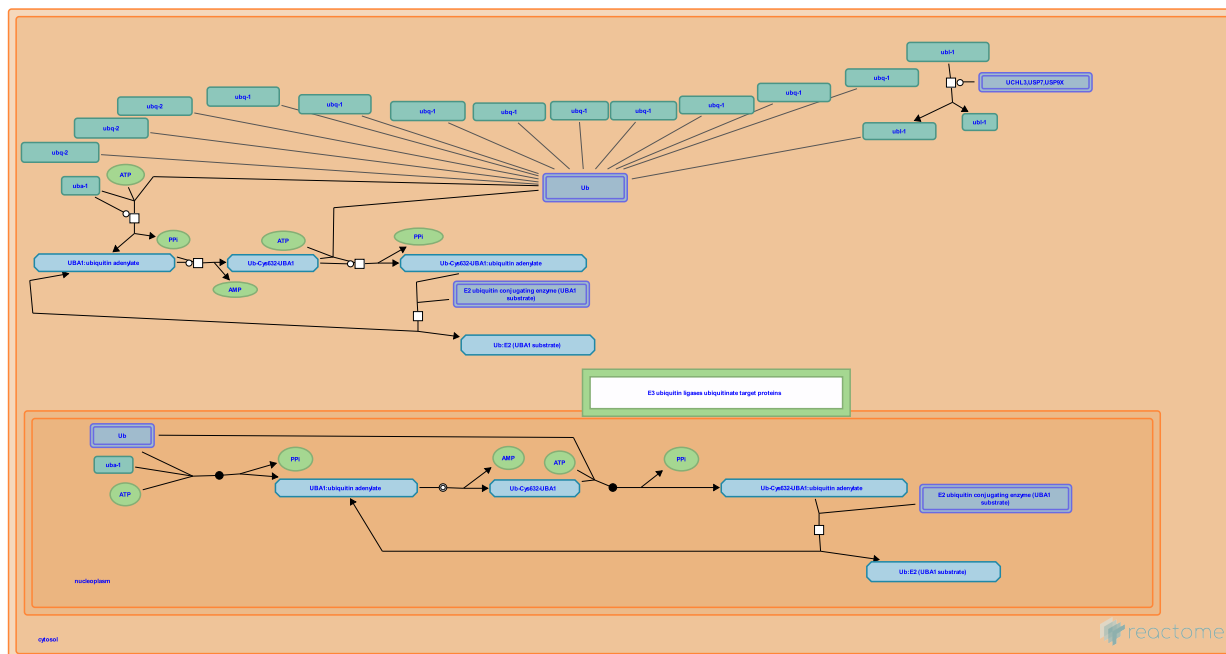 ubl-1
ubq-1
UCHL3,USP7,USP9X
ubq-1
ubq-1
ubq-1
ubq-2
ubq-1
ubq-1
ubq-1
ubq-1
ubq-1
ubq-1
ubl-1
ubq-2
ubl-1
ubq-2
ATP
uba-1
Ub
PPi
ATP
PPi
UBA1:ubiquitin adenylate
Ub-Cys632-UBA1
Ub-Cys632-UBA1:ubiquitin adenylate
AMP
E2 ubiquitin conjugating enzyme (UBA1
substrate)
Ub:E2 (UBA1 substrate)
E3 ubiquitin ligases ubiquitinate target proteins
Ub
uba-1
ATP
PPi
AMP
ATP
PPi
UBA1:ubiquitin adenylate
Ub-Cys632-UBA1
Ub-Cys632-UBA1:ubiquitin adenylate
E2 ubiquitin conjugating enzyme (UBA1
substrate)
Ub:E2 (UBA1 substrate)
nucleoplasm
cytosol
reactome